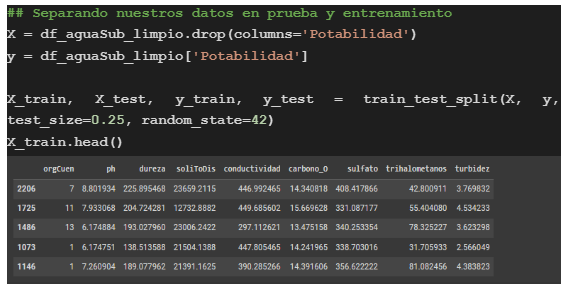 ## Separando nuestros datos en prueba y entrenamiento
X = df_aguaSub_limpio.drop(columns='Potabilidad')
y = df_aguaSub_limpio['Potabilidad']
X_train, X_test, y_train, y_test = train_test_split(X, y,
test_size=0.25, random_state=42)
X_train.head()
orgCuem ph dureza soliToDis conductividad carbono_O sulfato trihalometanos turbidez
2206 7 8.801934 225.895468 23659.2115 446.992465 14.340818 408.417866 42.800911 3.769832
1725 11 7.933068 204.724281 12732.8882 449.685602 15.669628 331.087177 55.404080 4.534233
1486 13 6.174884 193.027960 23006.2422 297.112621 13.475158 340.253354 78.325227 3.623298
1073 1 6.174751 138.513588 21504.1388 447.805465 14.241965 338.703016 31.705933 2.566049
1146 1 7.260904 189.077962 21391.1625 390.285266 14.391606 356.622222 81.082456 4.383823